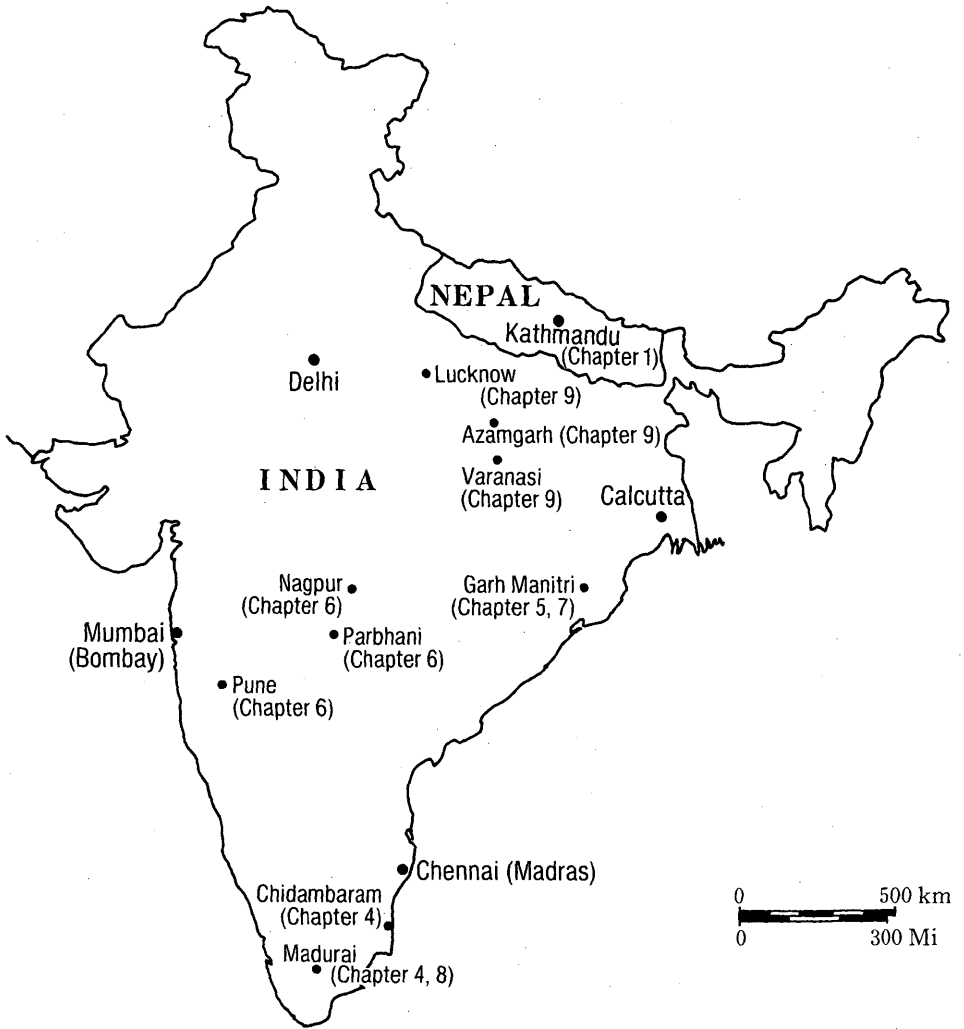 NEPAL
Kathmandu
(Chapter 1)
Delhi
Lucknow
(Chapter 9)
Azamgarh (Chapter 9)
INDIA
Varanasi
(Chapter 9)
Calcutta
Nagpur
(Chapter 6)
Garh Manitri
(Chapter 5, 7)
Mumbai
(Bombay)
Parbhani
(Chapter 6)
Pune
(Chapter 6)
Chennai (Madras)
Chidambaram
(Chapter 4)
Madurai
(Chapter 4, 8)
0 500 km
0 300 Mi